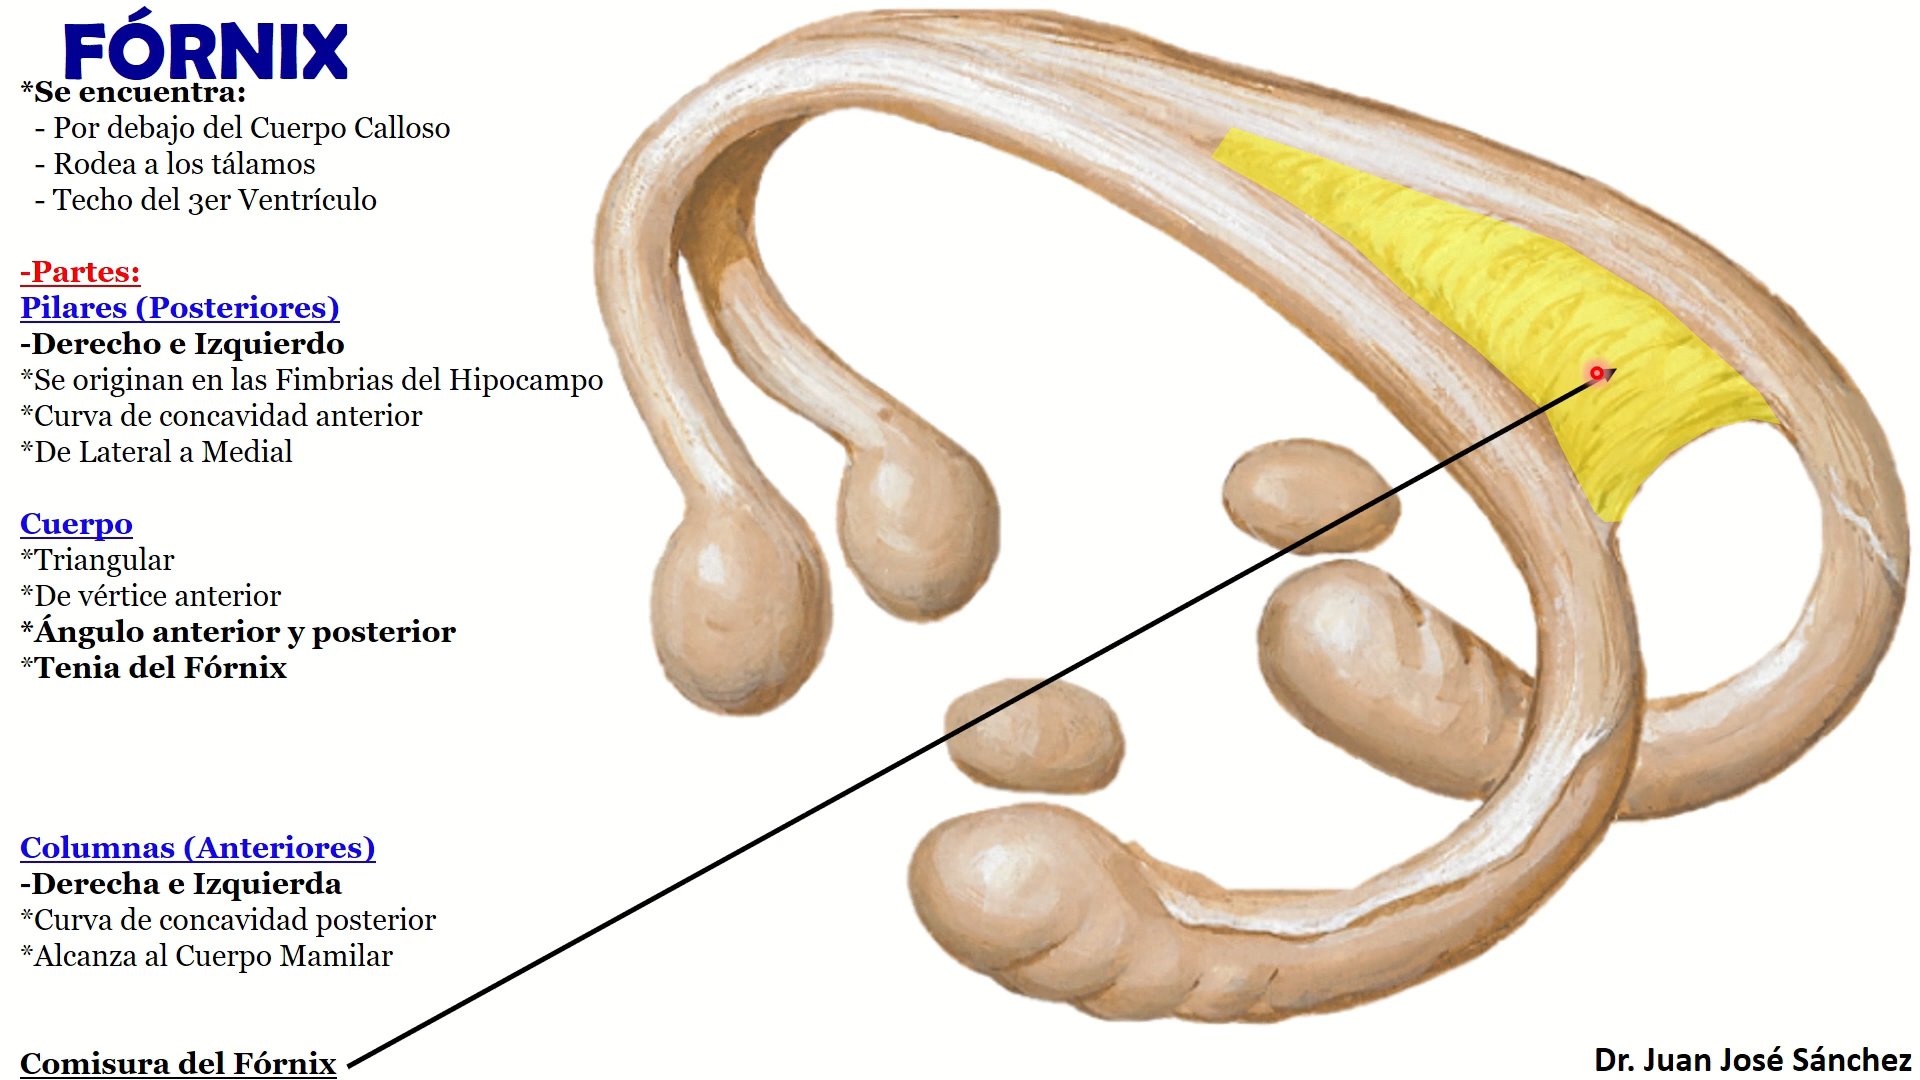 FÓRNIX
*Se encuentra:
- Por debajo del Cuerpo Calloso
- Rodea a los tálamos
- Techo del 3er Ventrículo
-Partes:
Pilares (Posteriores)
-Derecho e Izquierdo
*Se originan en las Fimbrias del Hipocampo
*Curva de concavidad anterior
*De Lateral a Medial
Cuerpo
*Triangular
*De vértice anterior
*Ángulo anterior y posterior
*Tenia del Fórnix
Columnas (Anteriores)
-Derecha e Izquierda
*Curva de concavidad posterior
*Alcanza al Cuerpo Mamilar
Comisura del Fórnix
Dr. Juan José Sánchez